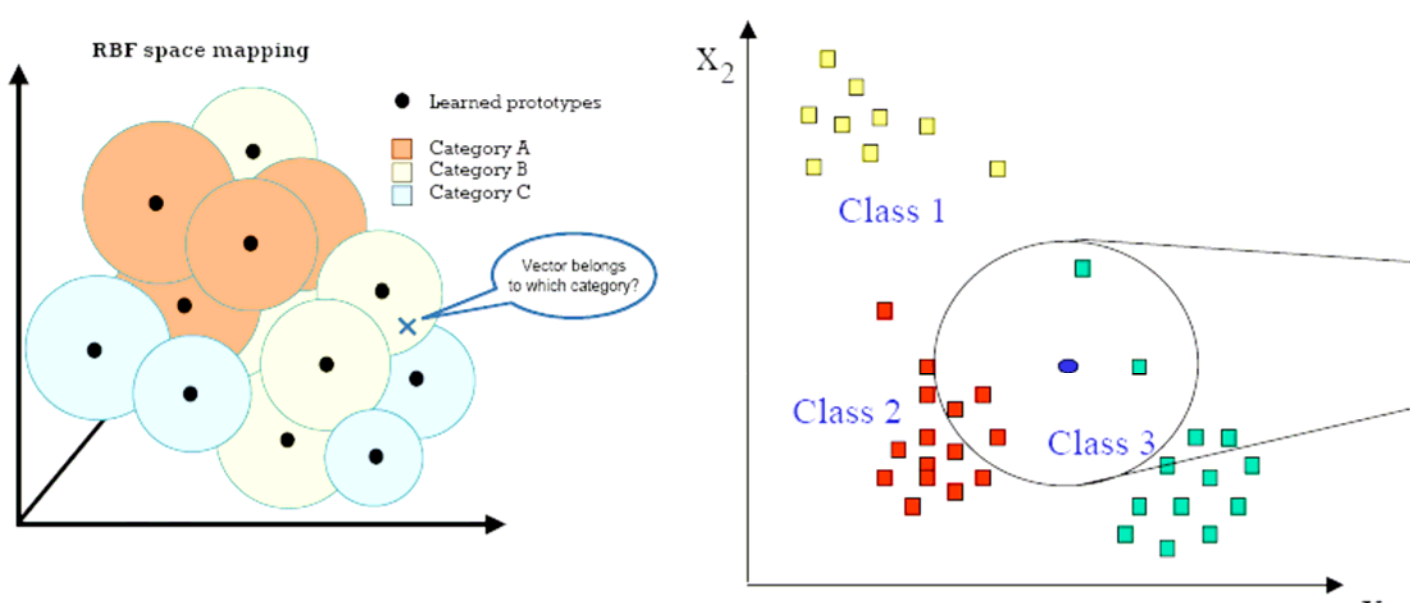 RBF space mapping
Learned prototypes
Category A
Category B
Category C
Vector belongs
to which category?
X2
Class 1
Class 2
Class 3